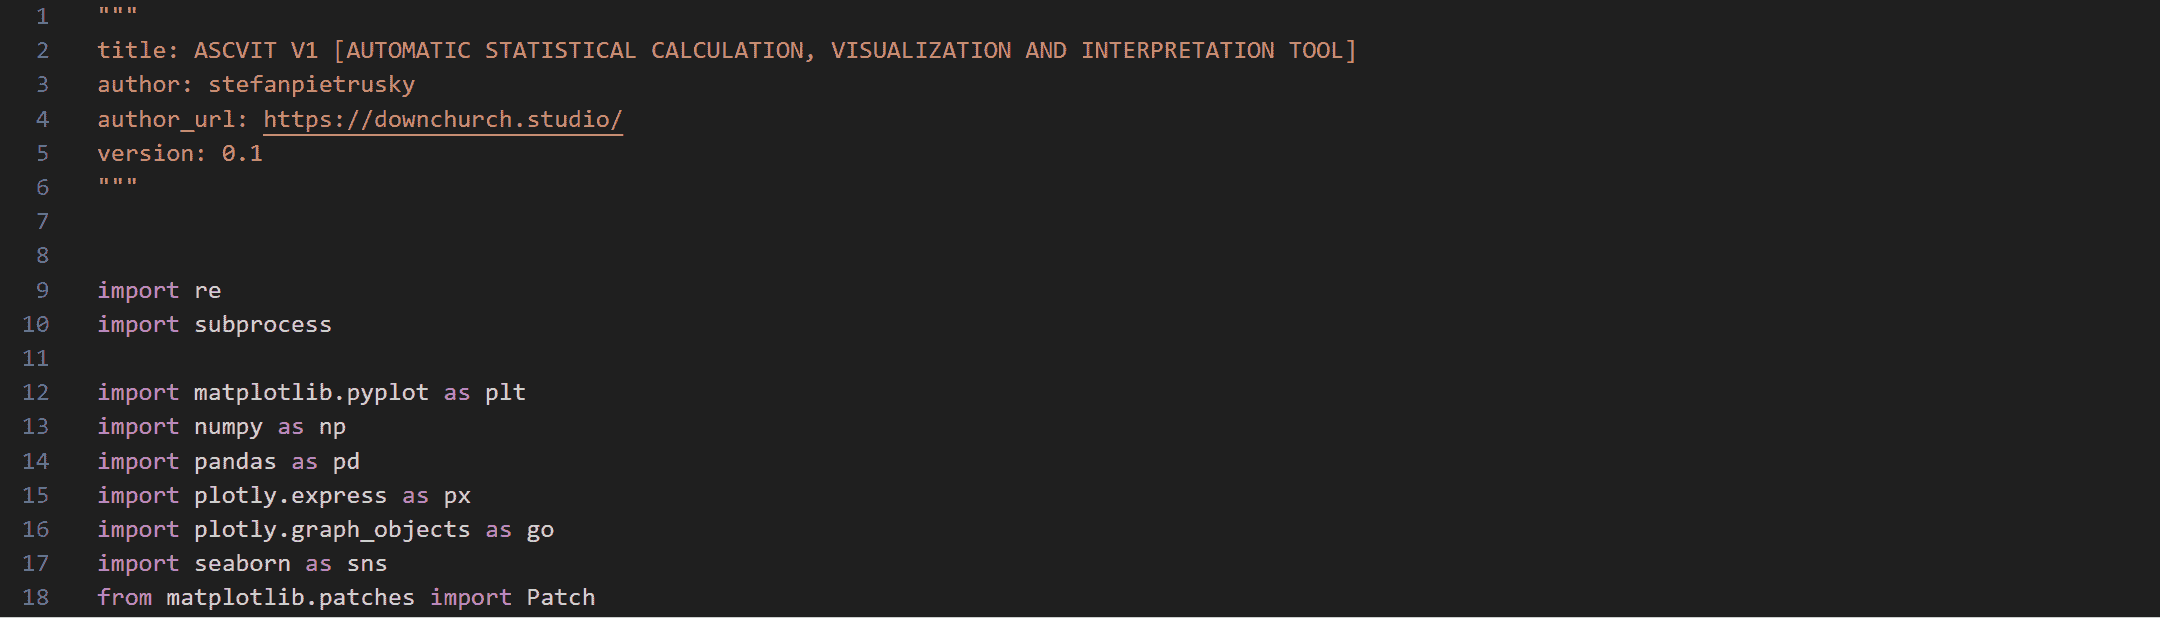 1 """
2 title: ASCVIT V1 [AUTOMATIC STATISTICAL CALCULATION, VISUALIZATION AND INTERPRETATION TOOL]
3 author: stefanpietrusky
4 author_url: https://downchurch.studio/
5 version: 0.1
6 """
7
8
9 import re
10 import subprocess
11
12 import matplotlib.pyplot as plt
13 import numpy as np
14 import pandas as pd
15 import plotly.express as px
16 import plotly.graph_objects as go
17 import seaborn as sns
18 from matplotlib.patches import Patch